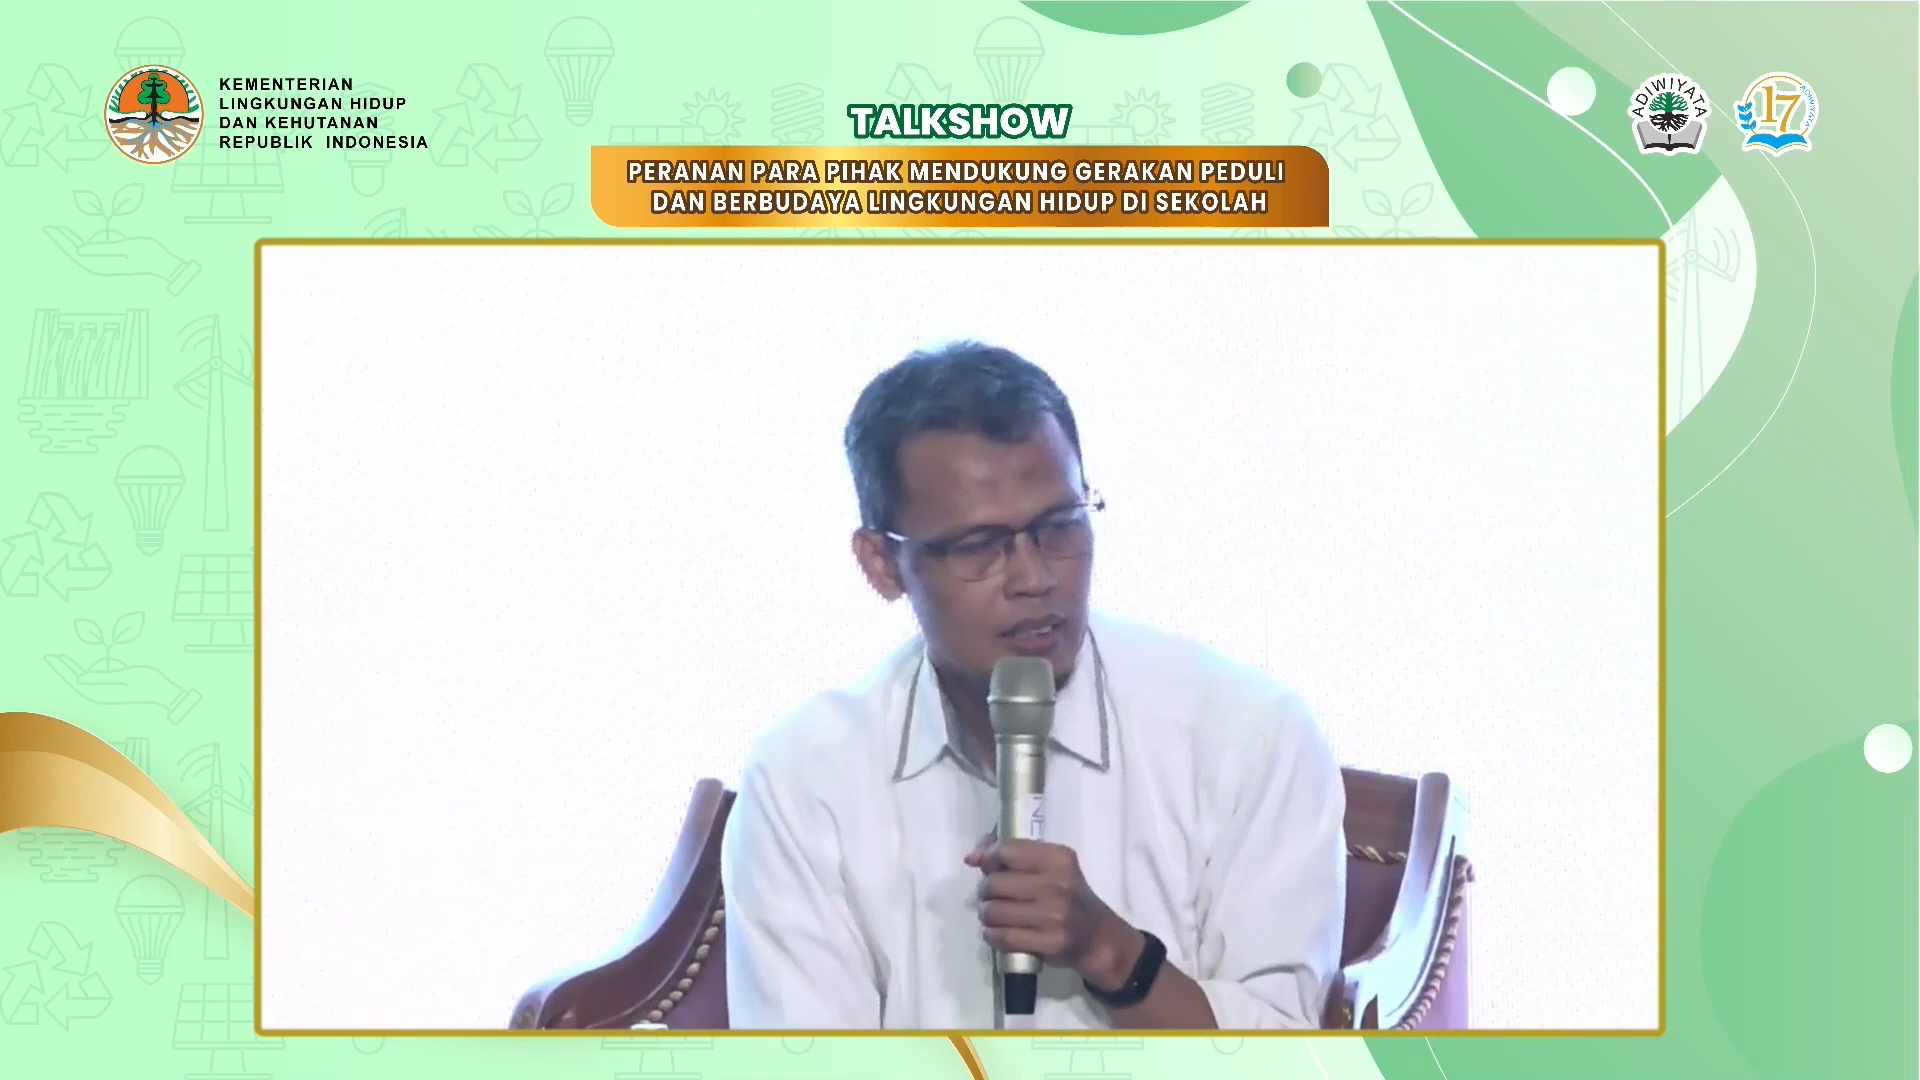 KEMENTERIAN
LINGKUNGAN HIDUP
DAN KEHUTANAN
REPUBLIK INDONESIA
TALKSHOW
PERANAN PARA PIHAK MENDUKUNG GERAKAN PEDULI
DAN BERBUDAYA LINGKUNGAN HIDUP DI SEKOLAH
ADIWIYATA
17
ADIWIYATA